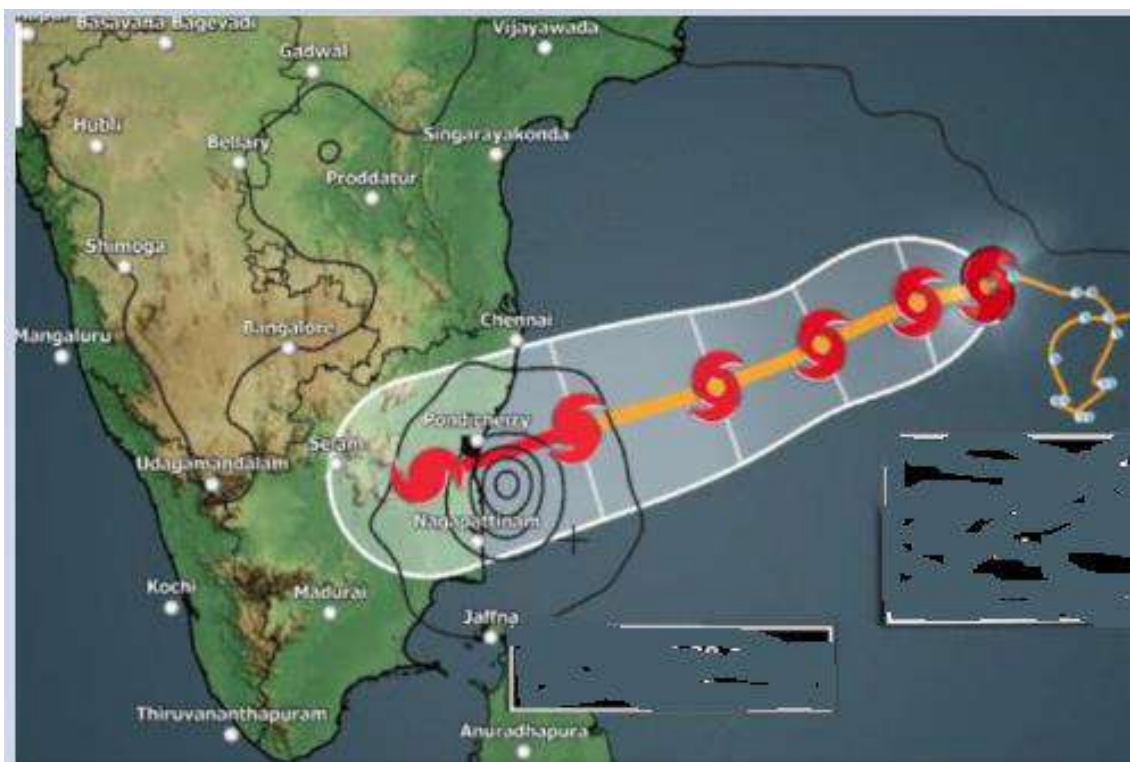 Basavana Bagevadi
Vijayawada
Gadwal
Hubli
Bellary
Singarayakonda
Proddatur
Shimoga
Chennai
Bangalore
Mangaluru
Pondicherry
Salem
Udagamandalam
Nagapattinam
Kochi
Madurai
Jaffna
Thiruvananthapuram
Anuradhapura